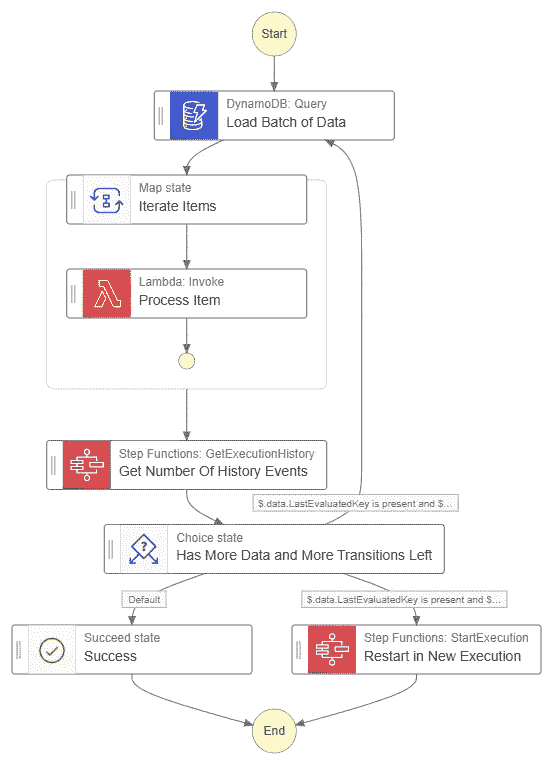 Start
DynamoDB: Query
Load Batch of Data
Map state
Iterate Items
Lambda: Invoke
Process Item
Step Functions: GetExecutionHistory
Get Number Of History Events
$.data.LastEvaluatedKey is present and $...
Choice state
Has More Data and More Transitions Left
Default
$.data.LastEvaluatedKey is present and $...
Succeed state
Success
Step Functions: StartExecution
Restart in New Execution
End